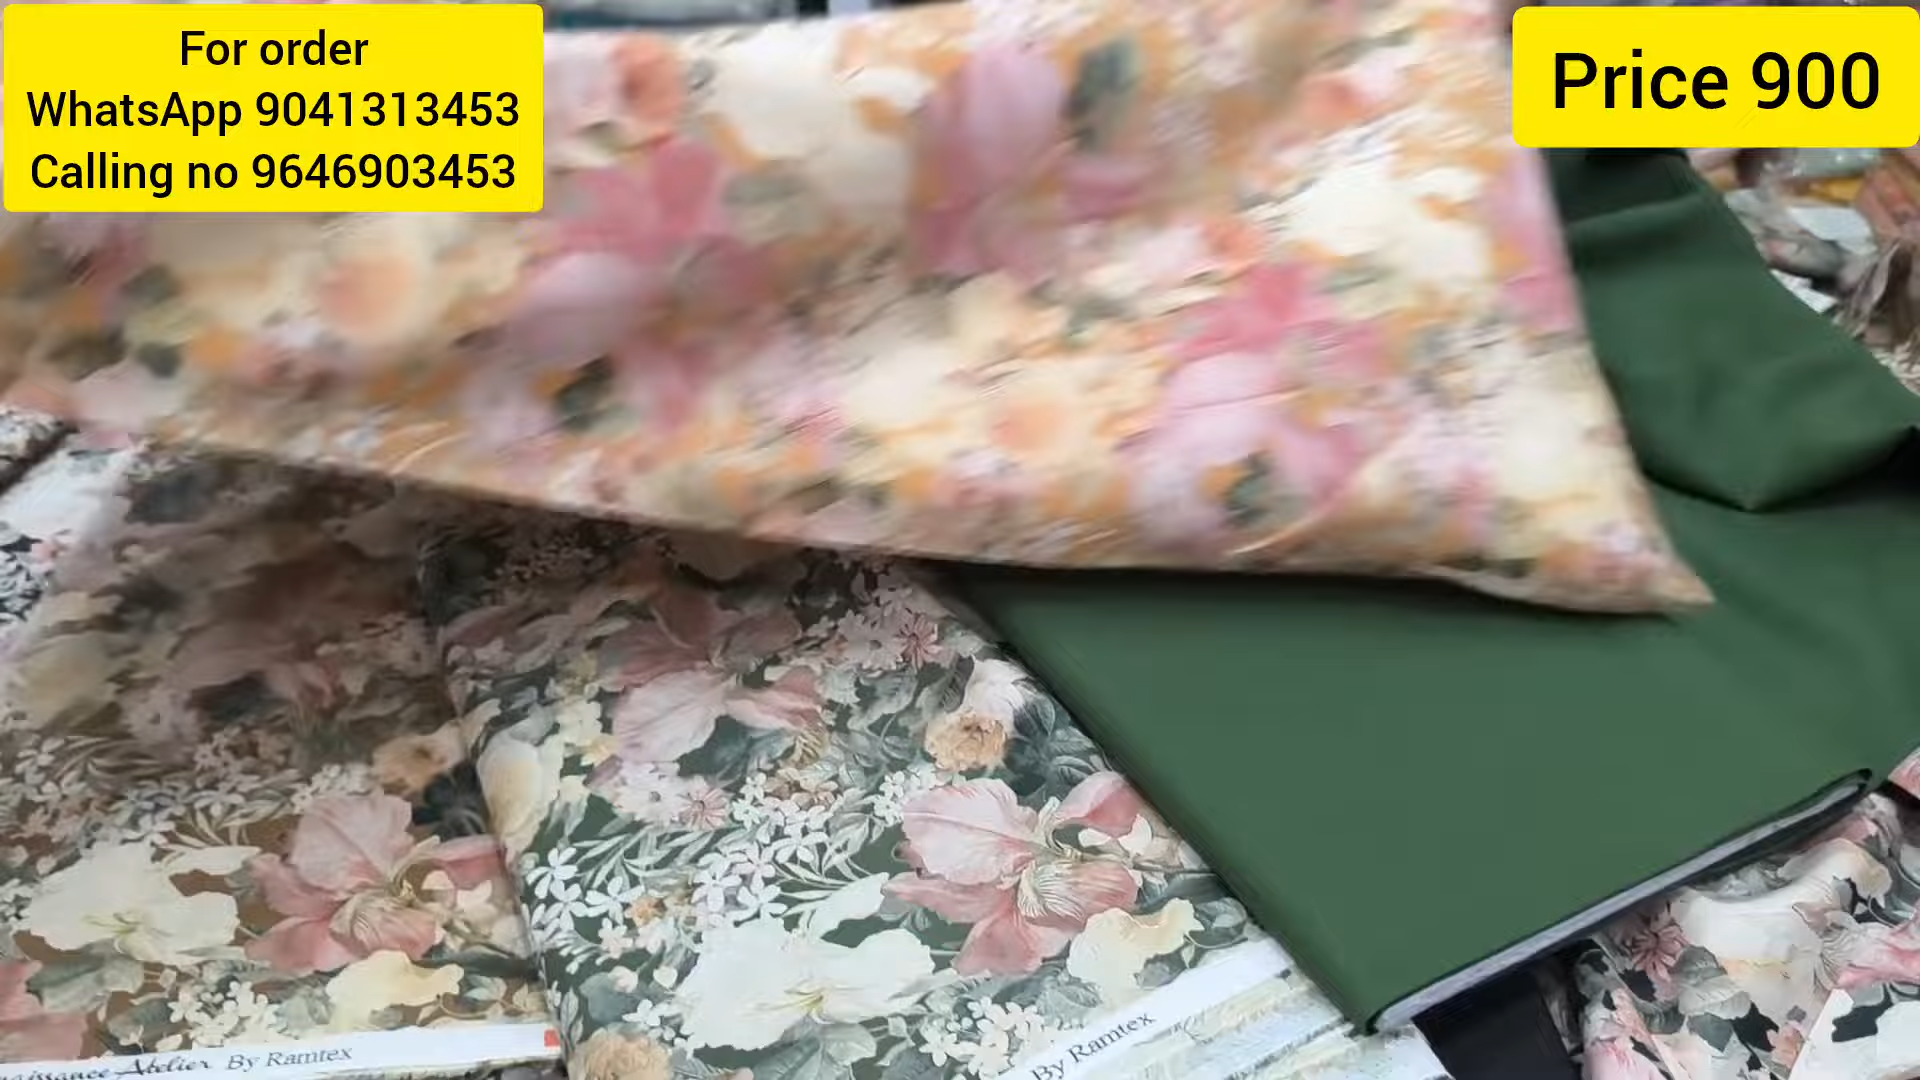 For order
WhatsApp 9041313453
Calling no 9646903453
Price 900
Atelier By Ramtex
By Ramtex